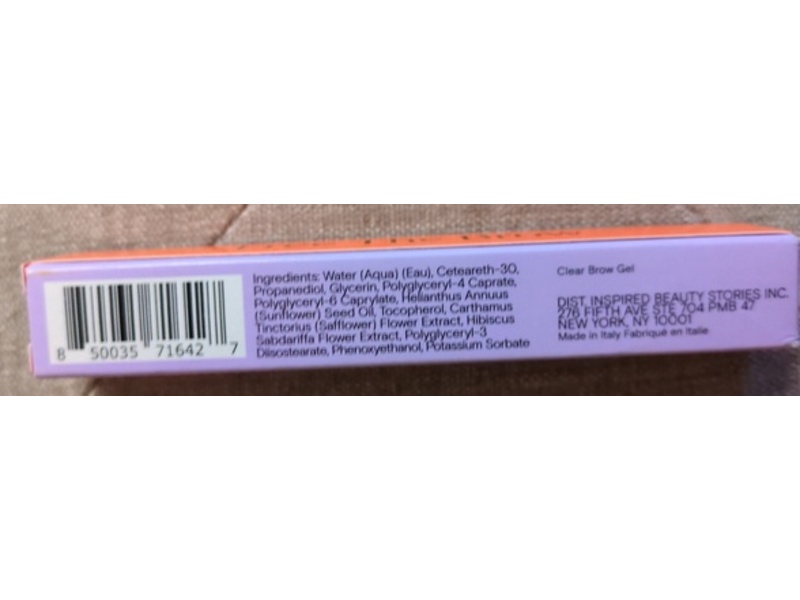 Ingredients: Water (Aqua) (Eau), Ceteareth-30,
Propanediol, Glycerin, Polyglyceryl-4 Caprate,
Polyglyceryl-6 Caprylate, Helianthus Annuus
(Sunflower) Seed Oil, Tocopherol, Carthamus
Tinctorius (Safflower) Flower Extract, Hibiscus
Sabdariffa Flower Extract, Polyglyceryl-3
Diisostearate, Phenoxyethanol, Potassium Sorbate
8 50035 71642 7
Clear Brow Gel
DIST. INSPIRED BEAUTY STORIES INC.
276 FIFTH AVE STE 704 PMB 47
NEW YORK, NY 10001
Made in Italy Fabriqué en Italie